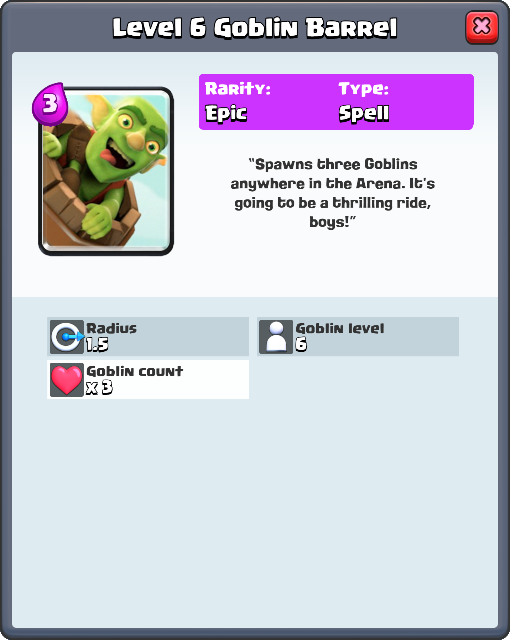 Level 6 Goblin Barrel
3
Rarity:
Epic
Type:
Spell
"Spawns three Goblins
anywhere in the Arena. It's
going to be a thrilling ride,
boys!"
Radius
1.5
Goblin level
6
Goblin count
x 3